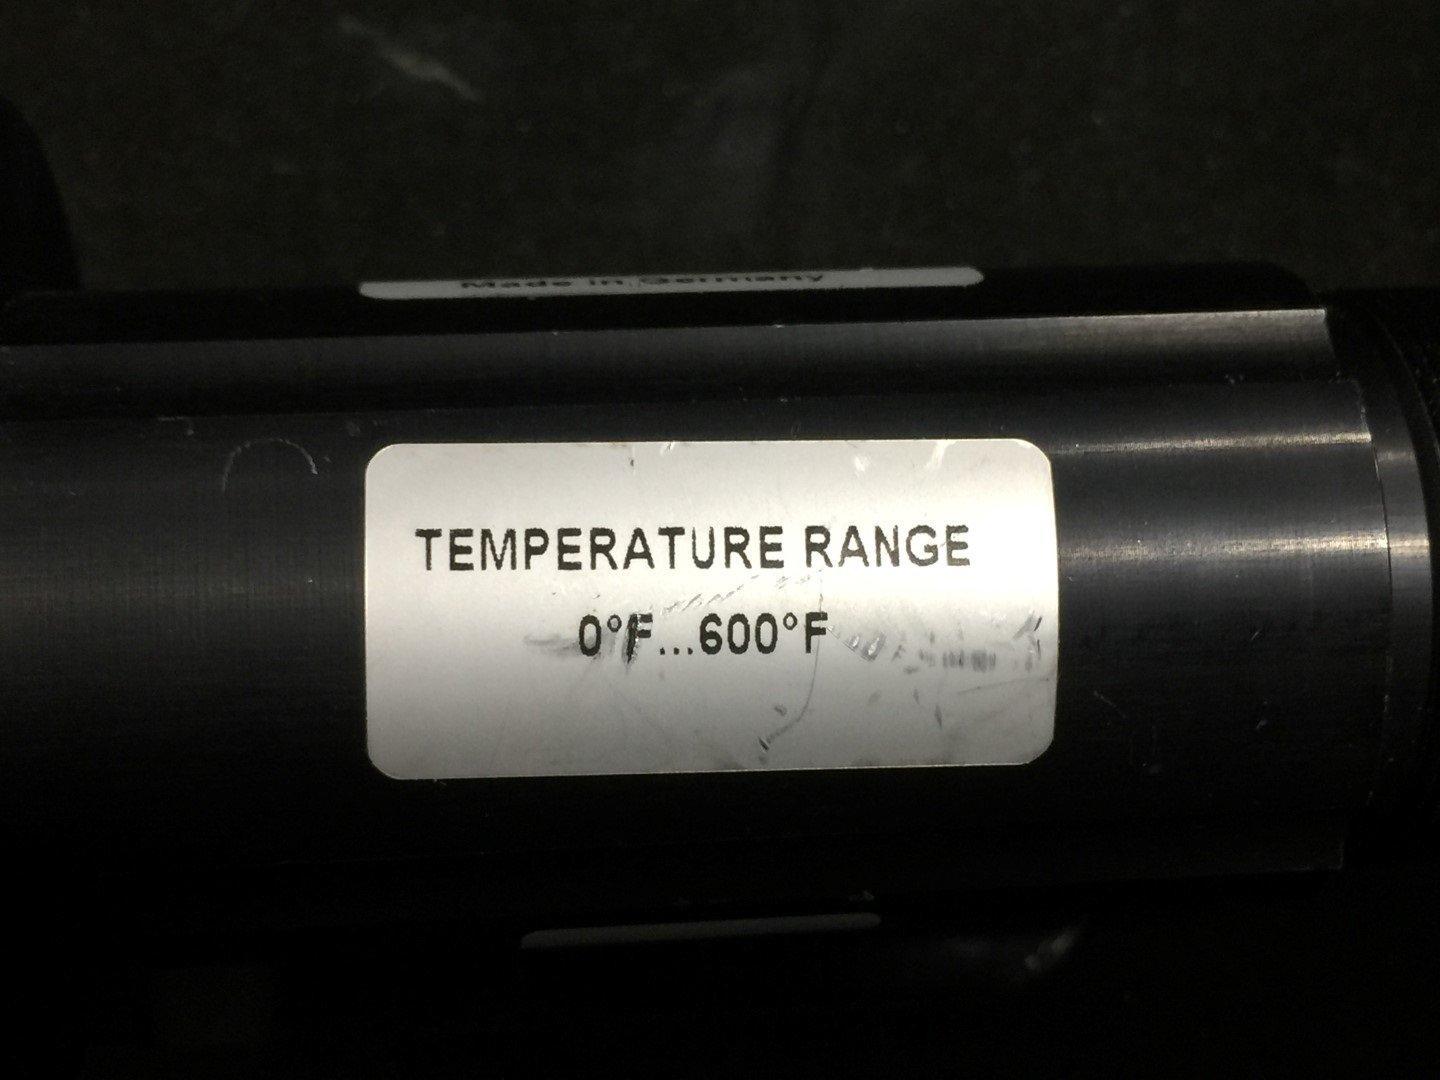 Made in Germany
TEMPERATURE RANGE
0°F...600°F